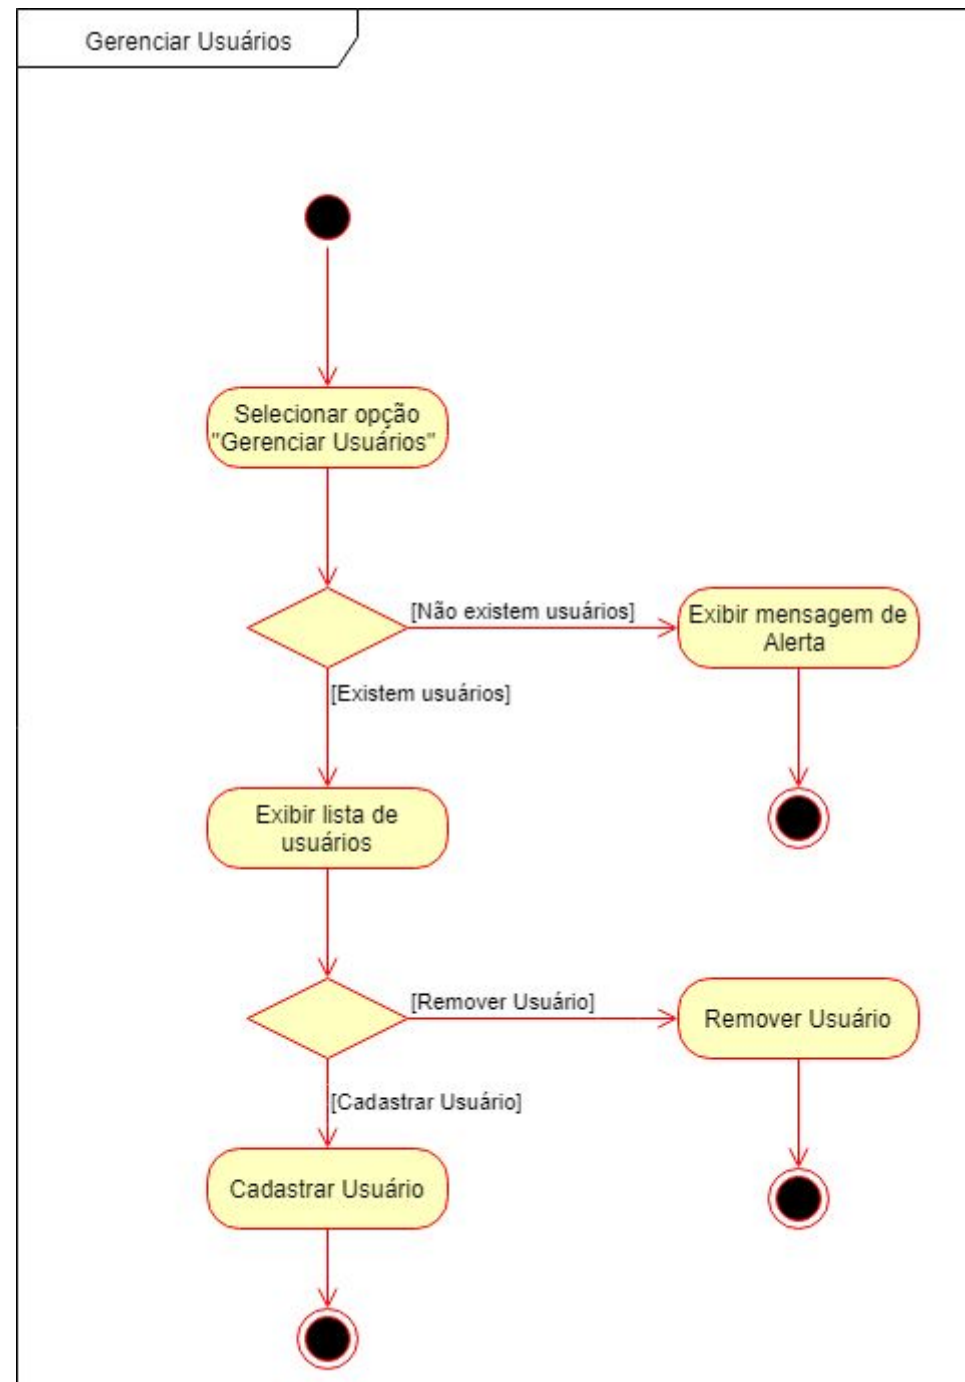 Gerenciar Usuários
Selecionar opção
"Gerenciar Usuários"
[Não existem usuários]
Exibir mensagem de
Alerta
[Existem usuários]
Exibir lista de
usuários
[Remover Usuário]
Remover Usuário
[Cadastrar Usuário]
Cadastrar Usuário